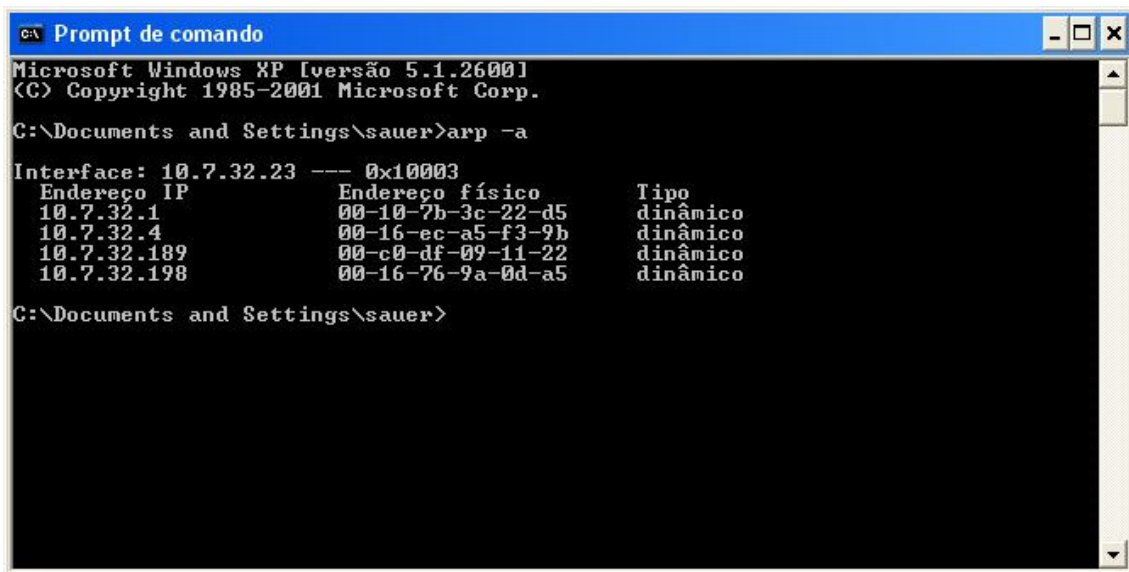 Prompt de comando
Microsoft Windows XP [versão 5.1.2600]
(C) Copyright 1985-2001 Microsoft Corp.
C:\Documents and Settings\sauer>arp -a
Interface: 10.7.32.23 --- 0x10003
Endereço IP Endereço físico Tipo
10.7.32.1 00-10-7b-3c-22-d5 dinâmico
10.7.32.4 00-16-ec-a5-f3-9b dinâmico
10.7.32.189 00-c0-df-09-11-22 dinâmico
10.7.32.198 00-16-76-9a-0d-a5 dinâmico
C:\Documents and Settings\sauer>